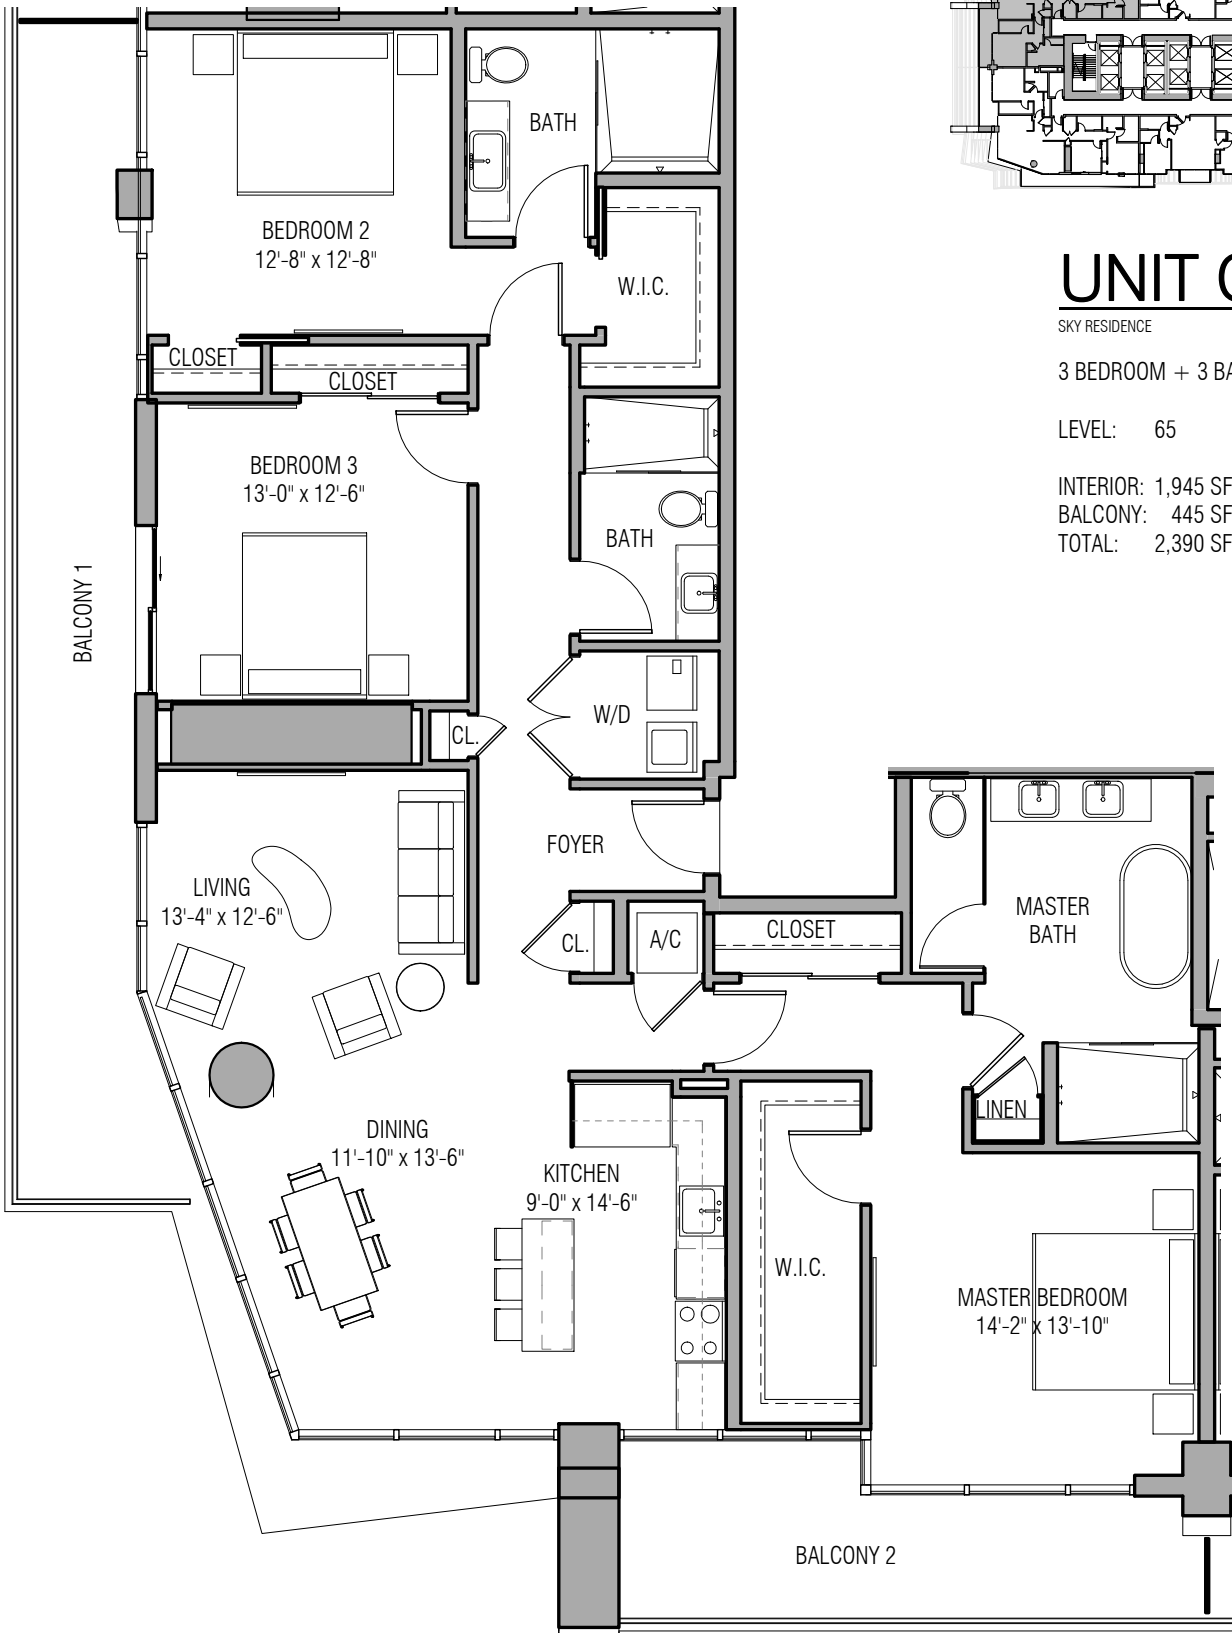 BATH
BEDROOM 2
12'-8" x 12'-8"
W.I.C.
UNIT
SKY RESIDENCE
CLOSET
CLOSET
3 BEDROOM + 3
LEVEL: 65
BEDROOM 3
13'-0" x 12'-6"
INTERIOR: 1,945 SF
BALCONY: 445 SF
TOTAL: 2,390 SF
BATH
BALCONY 1
W/D
CL.
FOYER
LIVING
13'-4" x 12'-6"
CL.
A/C
CLOSET
MASTER
BATH
LINEN
DINING
11'-10" x 13'-6"
KITCHEN
9'-0" x 14'-6"
W.I.C.
MASTER BEDROOM
14'-2" x 13'-10"
BALCONY 2